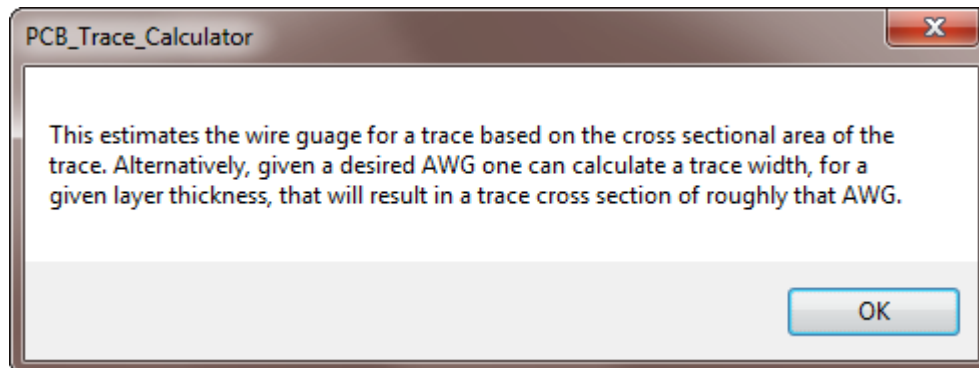 PCB_Trace_Calculator
This estimates the wire guage for a trace based on the cross sectional area of the
trace. Alternatively, given a desired AWG one can calculate a trace width, for a
given layer thickness, that will result in a trace cross section of roughly that AWG.
OK